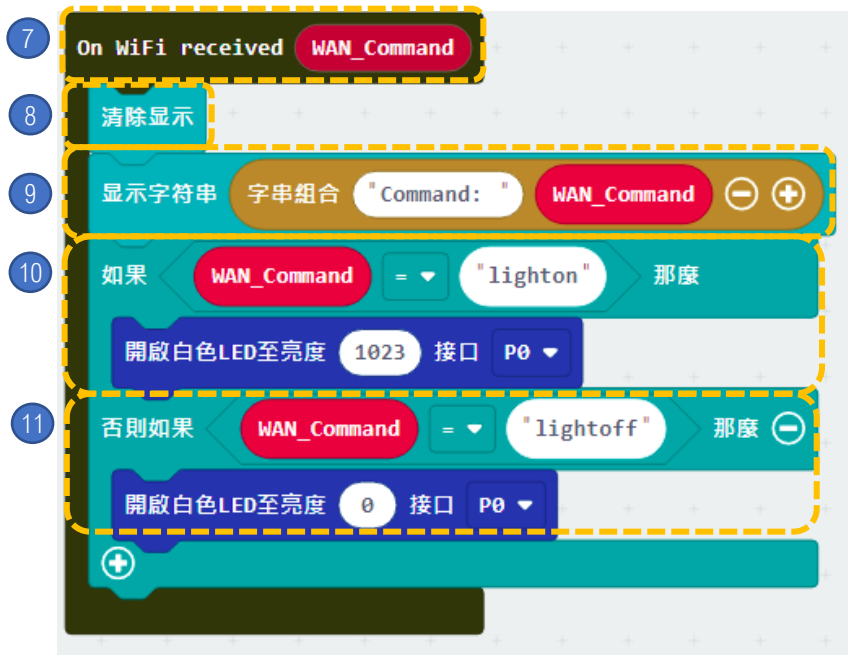 7 On WiFi received WAN_Command
8 清除显示
9 显示字符串 字串組合 "Command: " WAN_Command
10 如果 WAN_Command = "lighton" 那麼
開啟白色LED至亮度 1023 接口 P0
11 否則如果 WAN_Command = "lightoff" 那麼
開啟白色LED至亮度 0 接口 P0